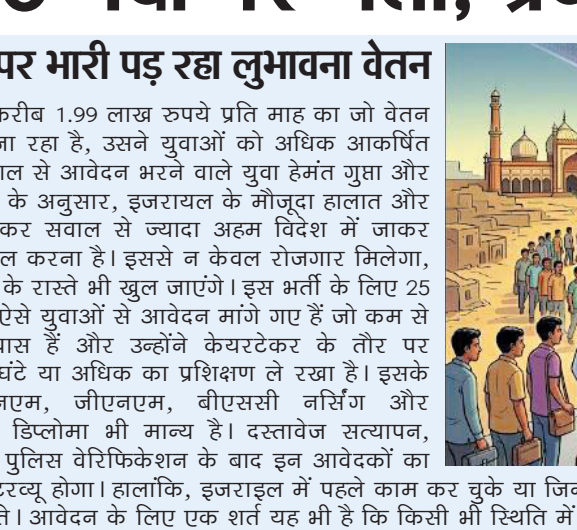 पर भारी पड़ रहा लुभावना वेतन
करीब 1.99 लाख रुपये प्रति माह का जो वेतन
जा रहा है, उसने युवाओं को अधिक आकर्षित
से आवेदन भरने वाले युवा हेमंत गुप्ता और
के अनुसार, इजरायल के मौजूदा हालात और
कर सवाल से ज्यादा अहम विदेश में जाकर
करना है। इससे न केवल रोजगार मिलेगा,
के रास्ते भी खुल जाएंगे। इस भर्ती के लिए 25
ऐसे युवाओं से आवेदन मांगे गए हैं जो कम से
पास हैं और उन्होंने केयरटेकर के तौर पर
घंटे या अधिक का प्रशिक्षण ले रखा है। इसके
जीएनएम, बीएससी नर्सिंग और
डिप्लोमा भी मान्य है। दस्तावेज सत्यापन,
पुलिस वेरिफिकेशन के बाद इन आवेदकों का
होगा। हालांकि, इजराइल में पहले काम कर चुके या
आवेदन के लिए एक शर्त यह भी है कि किसी भी स्थिति में